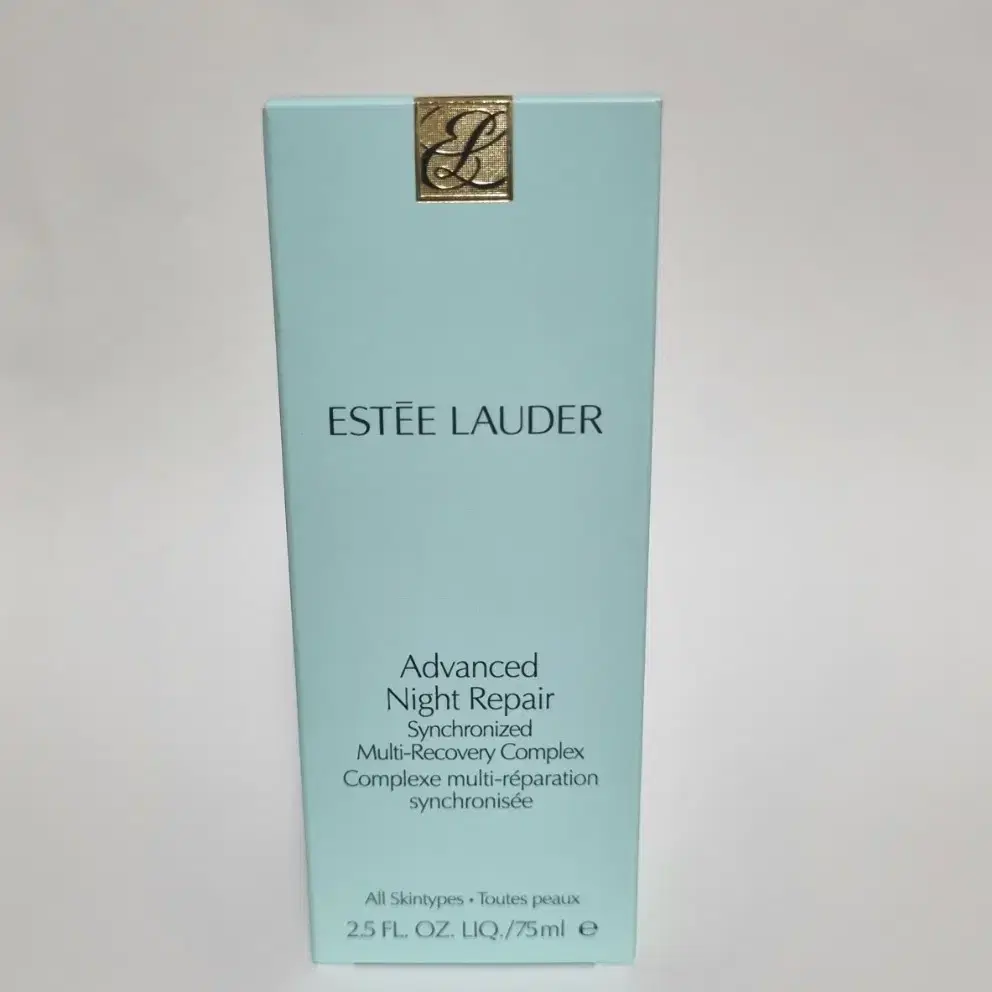 EL
ESTĒE LAUDER
Advanced
Night Repair
Synchronized
Multi-Recovery Complex
Complexe multi-réparation
synchronisée
All Skintypes • Toutes peaux
2.5 FL. OZ. LIQ./75ml ℮